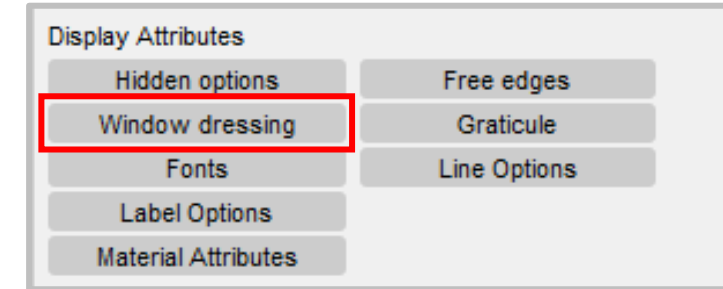 Display Attributes
Hidden options Free edges
Window dressing Graticule
Fonts Line Options
Label Options
Material Attributes